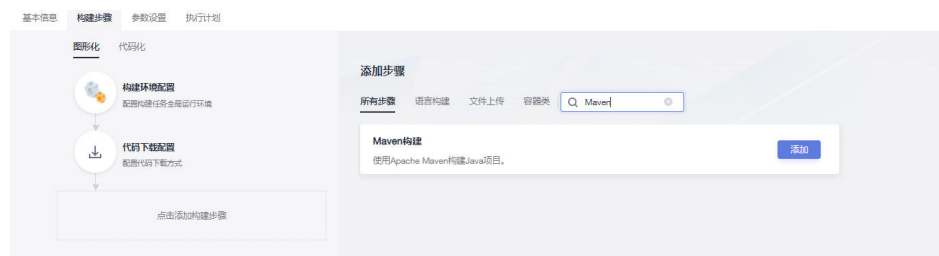 基本信息 构建步骤 参数设置 执行计划
图形化 代码化
构建环境配置
配置构建任务全局运行环境
代码下载配置
配置代码下载方式
点击添加构建步骤
添加步骤
所有步骤 语言构建 文件上传 容器类 Maven
Maven构建
使用Apache Maven构建Java项目。
添加